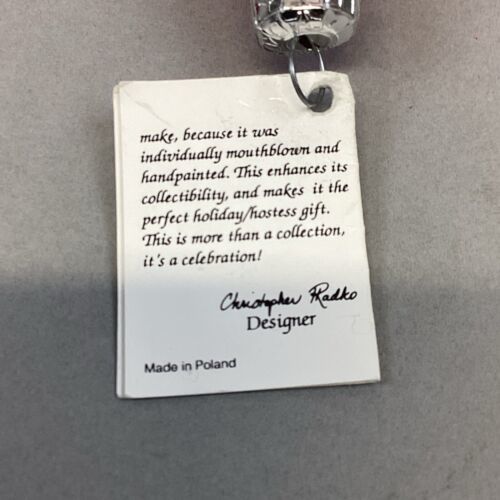 make, because it was
individually mouthblown and
handpainted. This enhances its
collectibility, and makes it the
perfect holiday/hostess gift.
This is more than a collection,
it's a celebration!
Christopher Radko
Designer
Made in Poland